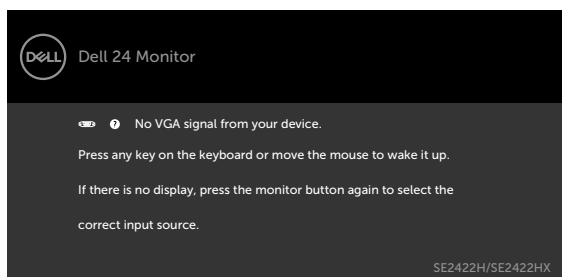 DELL Dell 24 Monitor
No VGA signal from your device.
Press any key on the keyboard or move the mouse to wake it up.
If there is no display, press the monitor button again to select the
correct input source.
SE2422H/SE2422HX